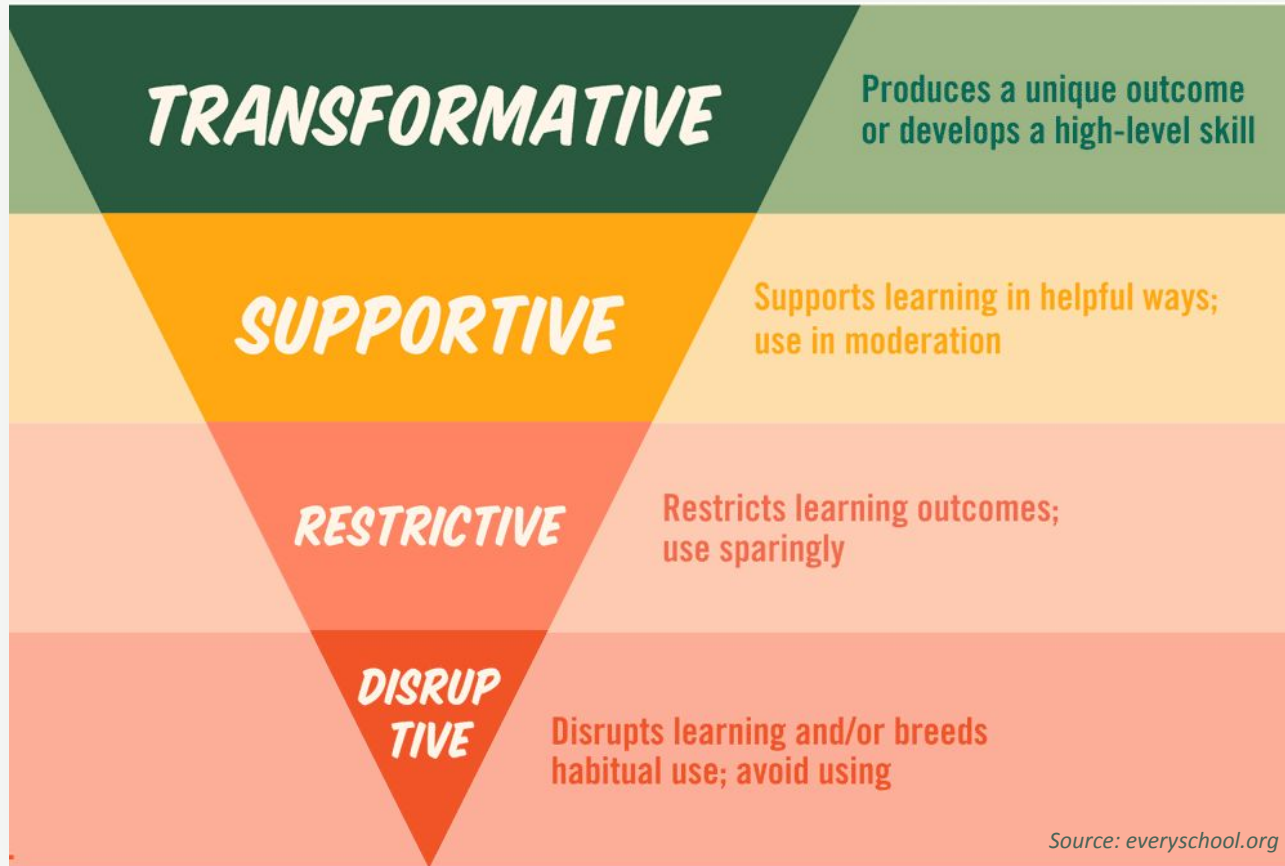 TRANSFORMATIVE
Produces a unique outcome
or develops a high-level skill
SUPPORTIVE
Supports learning in helpful ways;
use in moderation
RESTRICTIVE
Restricts learning outcomes;
use sparingly
DISRUP
TIVE
Disrupts learning and/or breeds
habitual use; avoid using
Source: everyschool.org